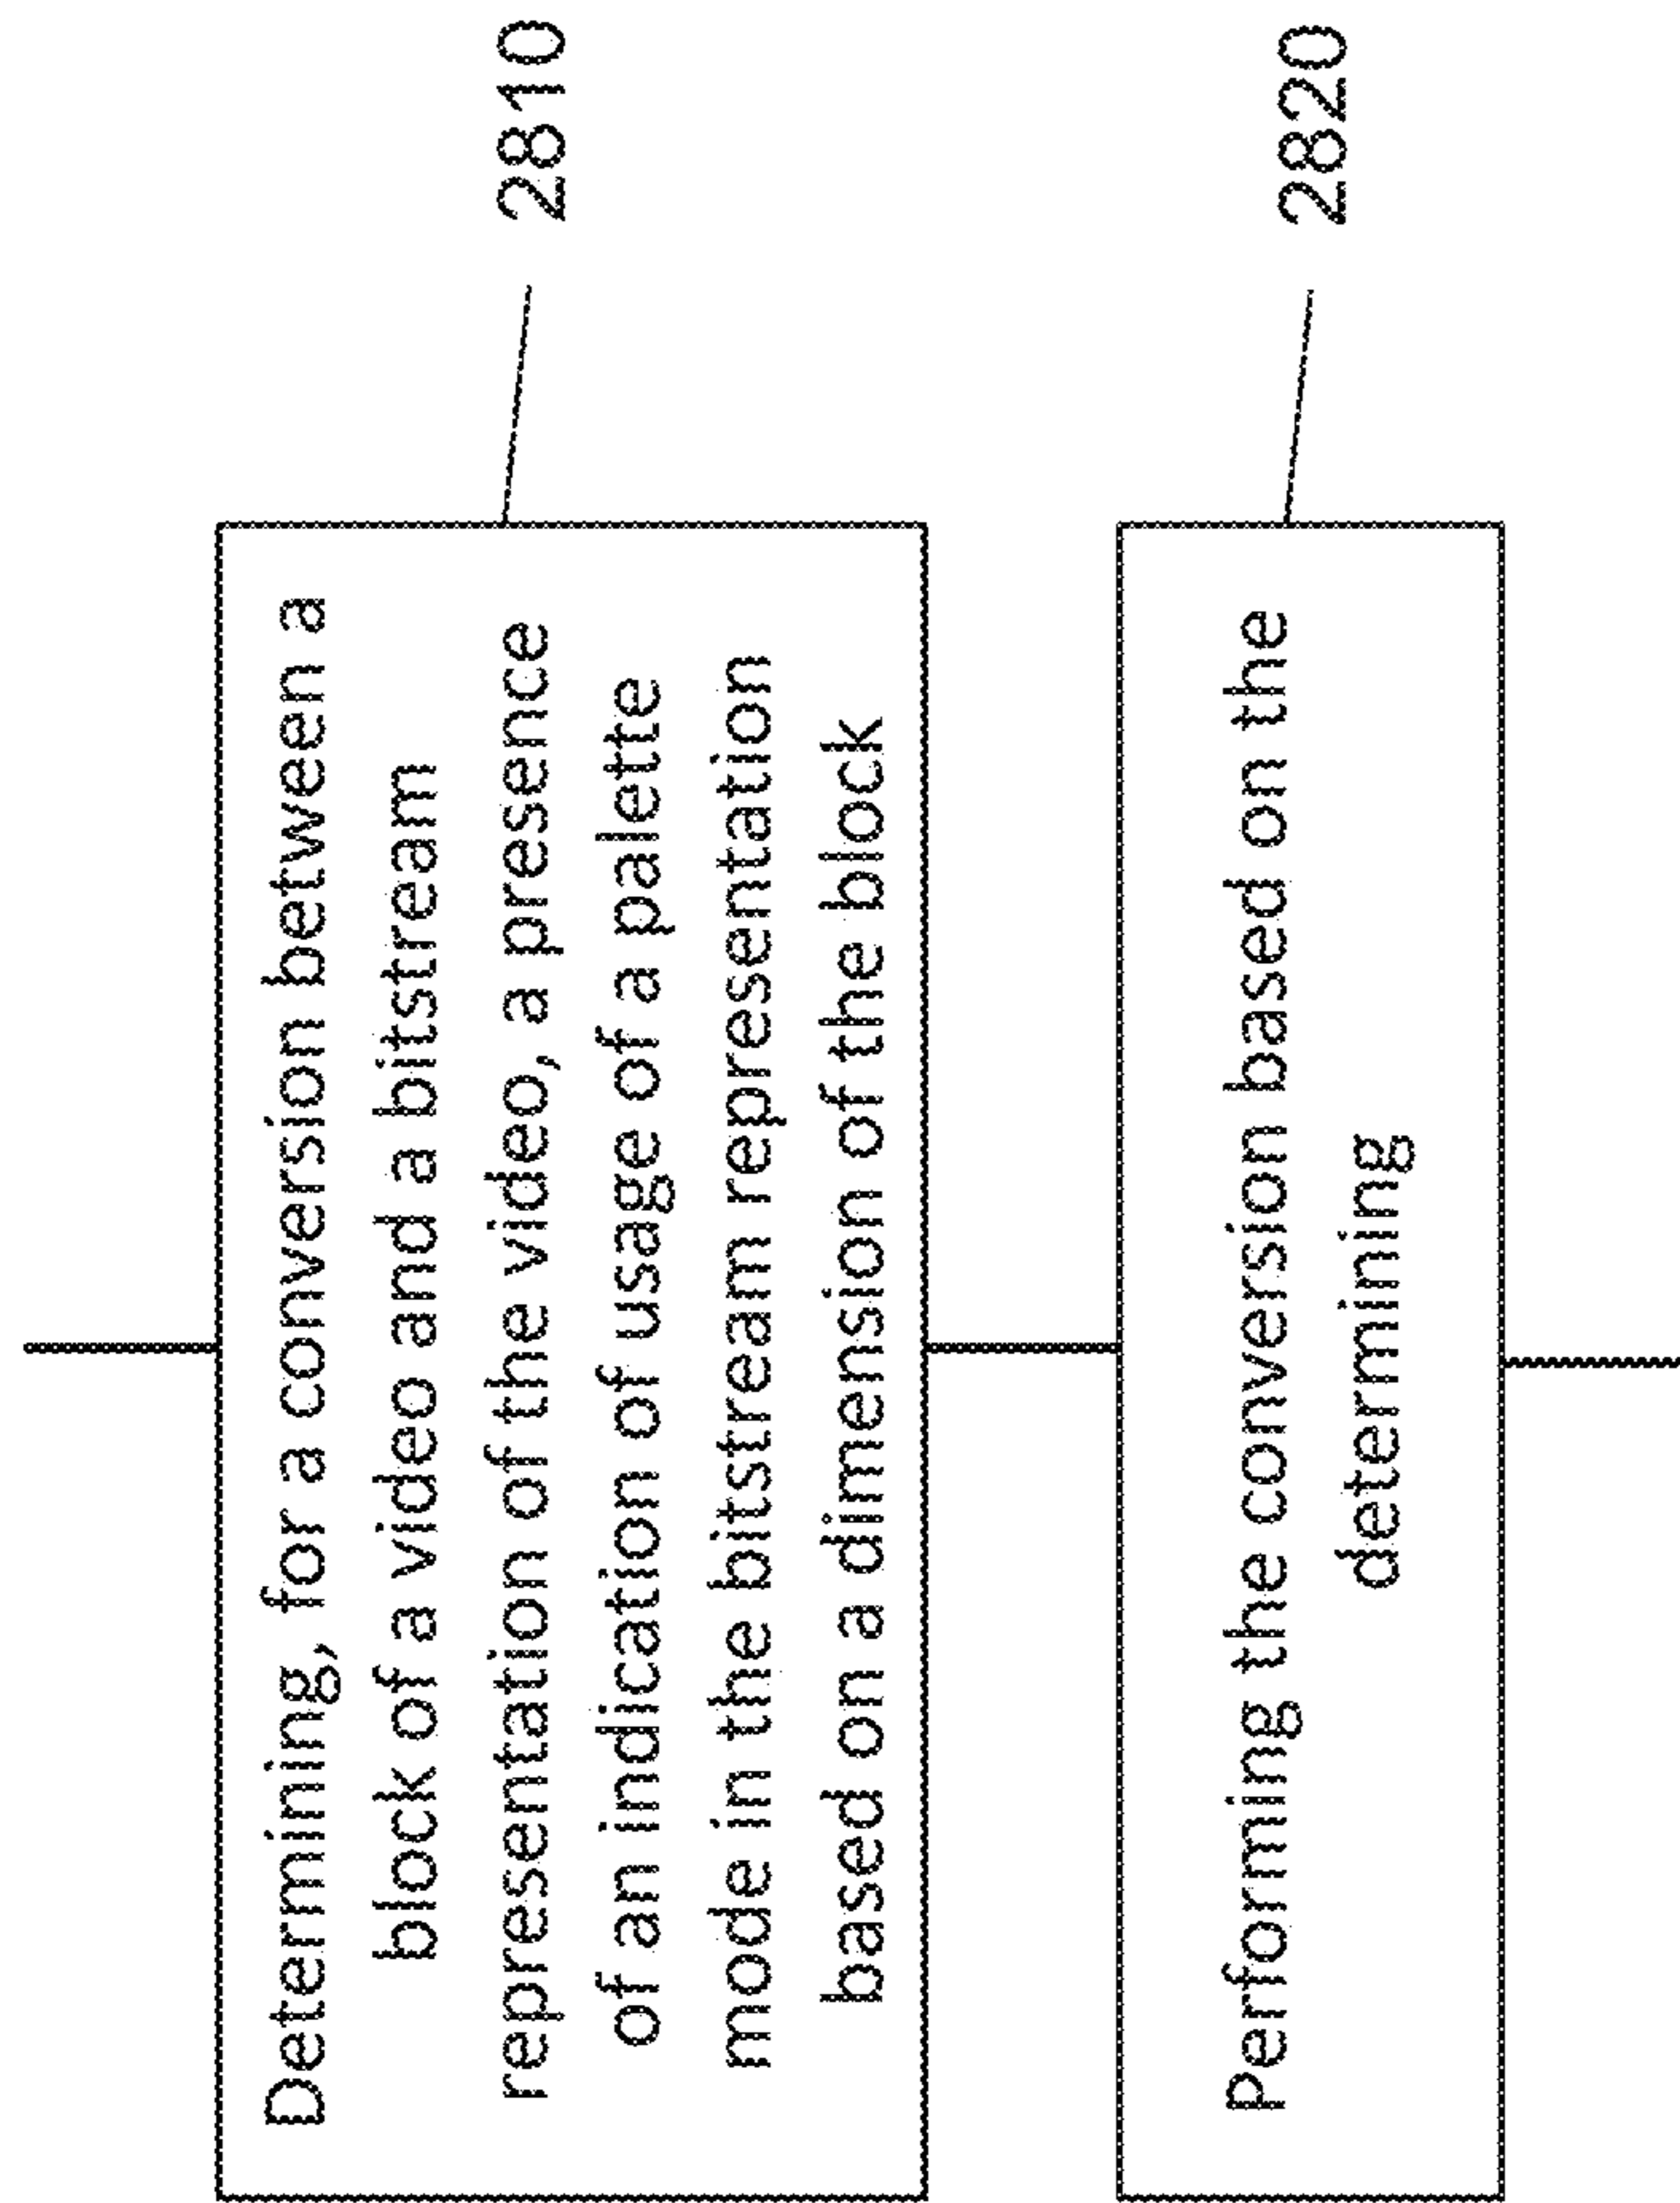 Determining, for a conversion between a
block of a video and a bitstream
representation of the video, a presence
of an indication of usage of a palette
mode in the bitstream representation
based on a dimension of the block
2810
Performing the conversion based on the
determining
2820